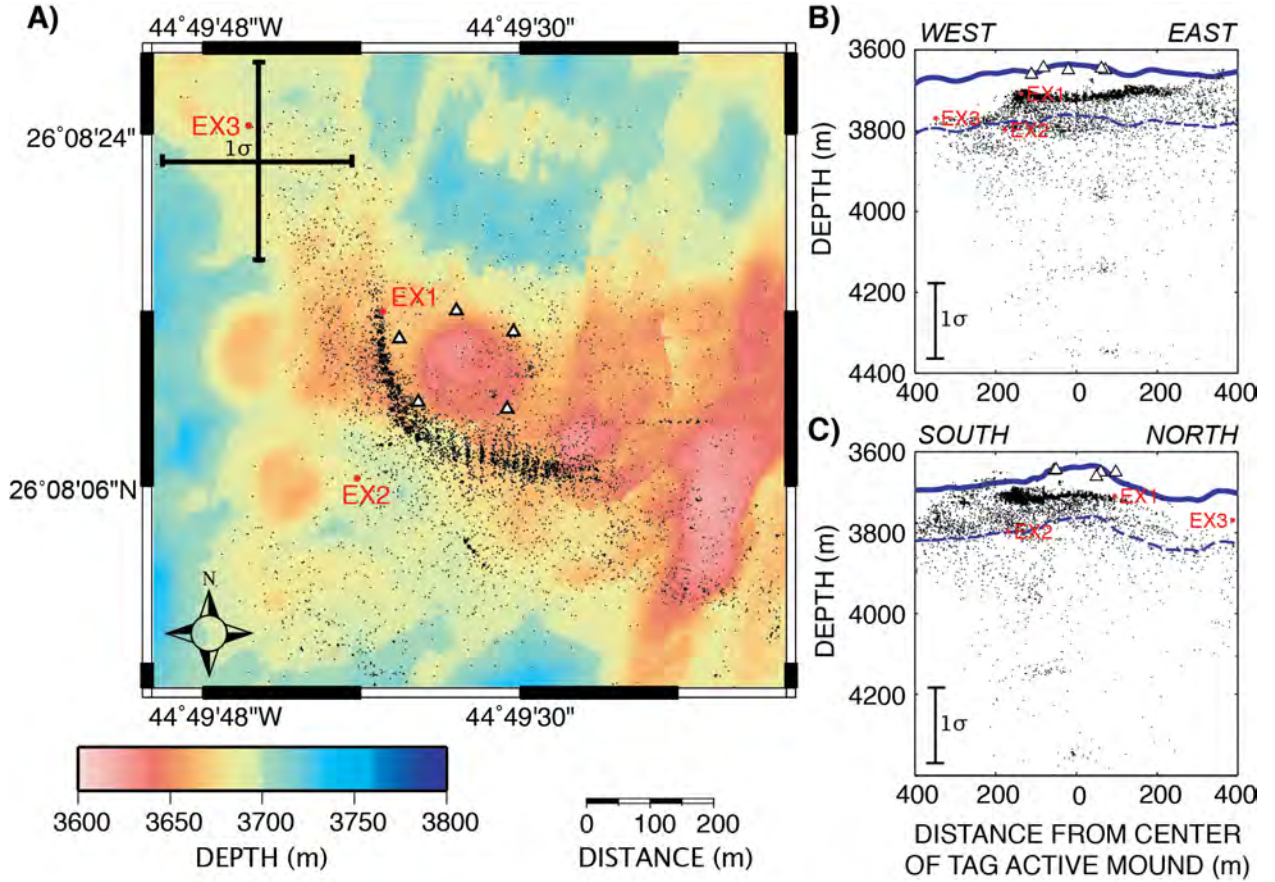 A)
44˚49'48"W
44˚49'30"
26˚08'24"
26˚08'06"N
EX3
1σ
EX1
EX2
N
44˚49'48"W
44˚49'30"
3600
3650
3700
3750
3800
DEPTH (m)
0
100
200
DISTANCE (m)
B)
WEST
EAST
3600
3800
4000
4200
4400
DEPTH (m)
EX1
EX3
EX2
1σ
400
200
0
200
400
C)
SOUTH
NORTH
3600
3800
4000
4200
4400
DEPTH (m)
EX1
EX3
EX2
1σ
400
200
0
200
400
DISTANCE FROM CENTER
OF TAG ACTIVE MOUND (m)